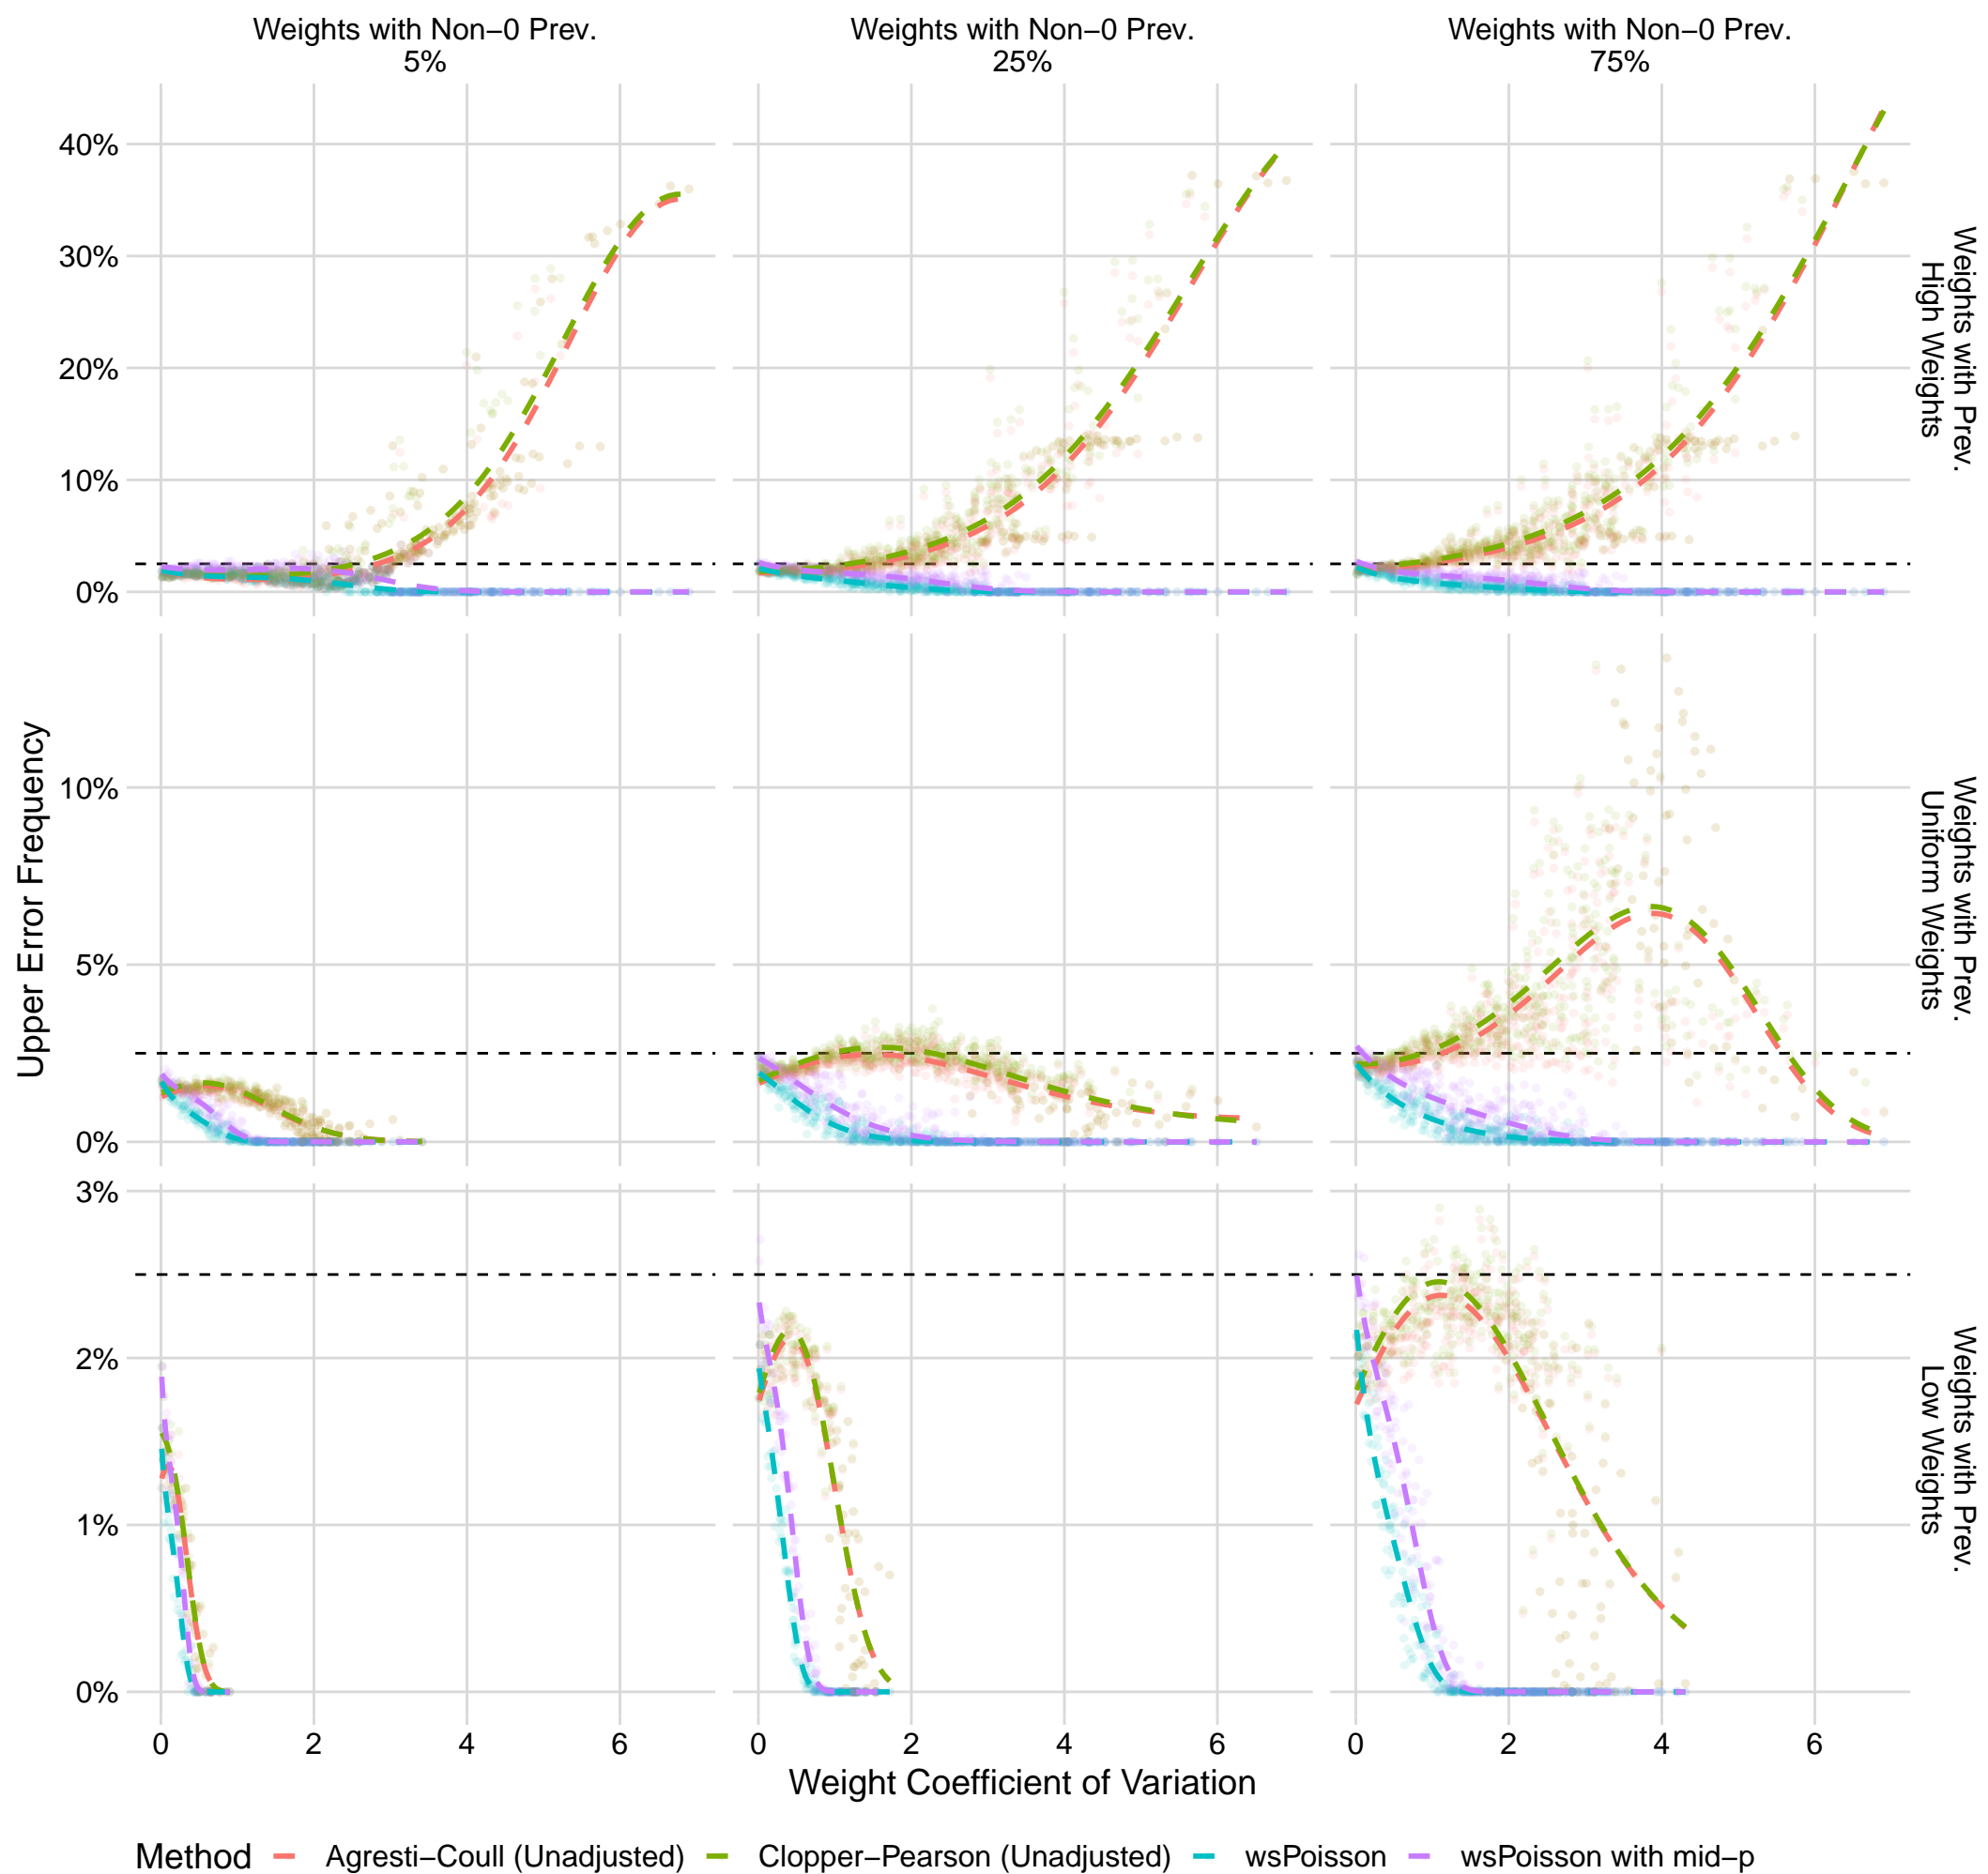 Weights with Non−0 Prev.
5%
Weights with Non−0 Prev.
25%
Weights with Non−0 Prev.
75%
40%
30%
20%
10%
0%
Weights with Prev.
High Weights
10%
5%
0%
Weights with Prev.
Uniform Weights
3%
2%
1%
0%
Weights with Prev.
Low Weights
Upper Error Frequency
0 2 4 6
0 2 4 6
0 2 4 6
Weight Coefficient of Variation
Method Agresti−Coull (Unadjusted) Clopper−Pearson (Unadjusted) wsPoisson wsPoisson with mid−p